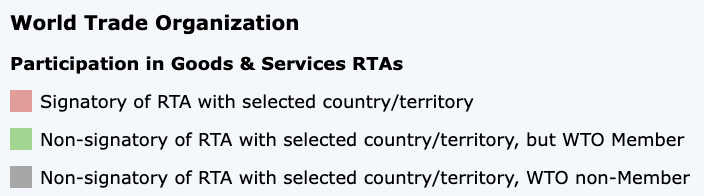 World Trade Organization
Participation in Goods & Services RTAs
Signatory of RTA with selected country/territory
Non-signatory of RTA with selected country/territory, but WTO Member
Non-signatory of RTA with selected country/territory, WTO non-Member